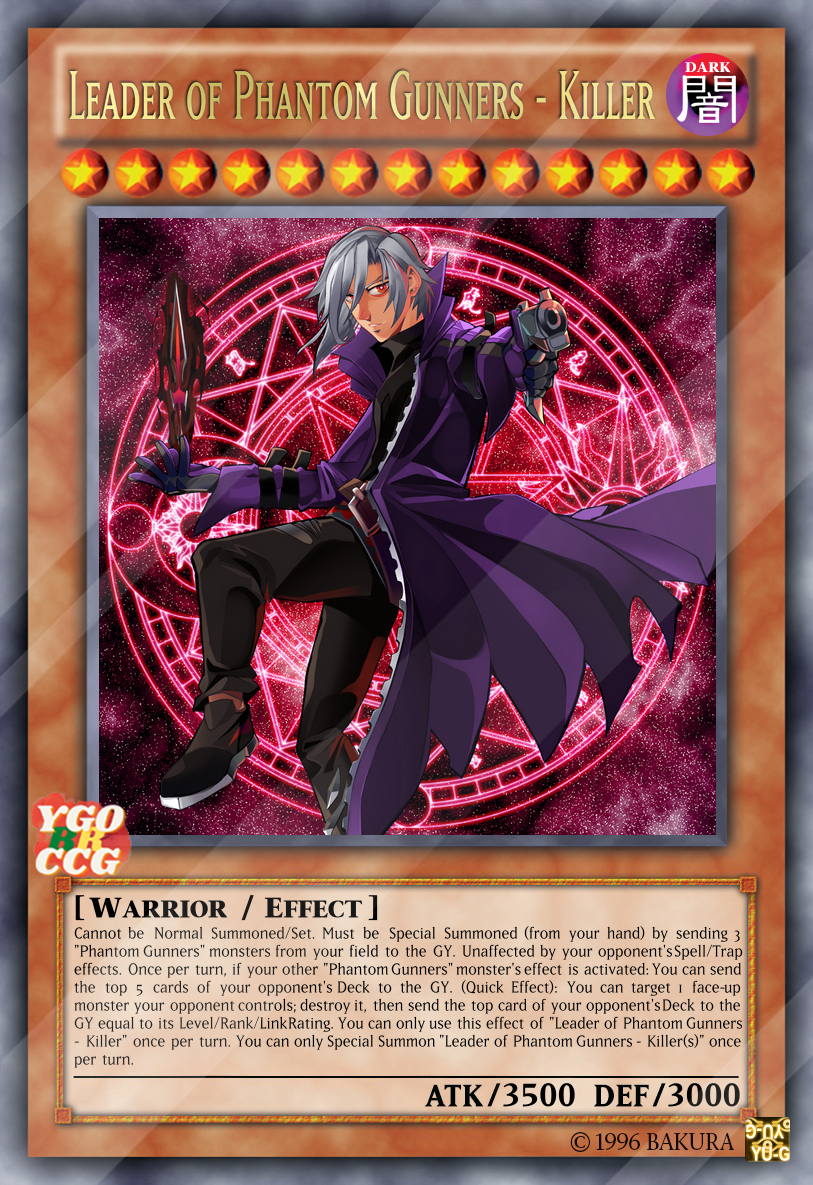 Leader of Phantom Gunners - Killer
DARK
闇
YGO
BR
CCG
[ Warrior / Effect ]
Cannot be Normal Summoned/Set. Must be Special Summoned (from your hand) by sending 3
"Phantom Gunners" monsters from your field to the GY. Unaffected by your opponent's Spell/Trap
effects. Once per turn, if your other "Phantom Gunners" monster's effect is activated: You can send
the top 5 cards of your opponent's Deck to the GY. (Quick Effect): You can target 1 face-up
monster your opponent controls; destroy it, then send the top card of your opponent's Deck to the
GY equal to its Level/Rank/LinkRating. You can only use this effect of "Leader of Phantom Gunners
- Killer" once per turn. You can only Special Summon "Leader of Phantom Gunners - Killer(s)" once
per turn.
ATK/3500 DEF/3000
© 1996 BAKURA